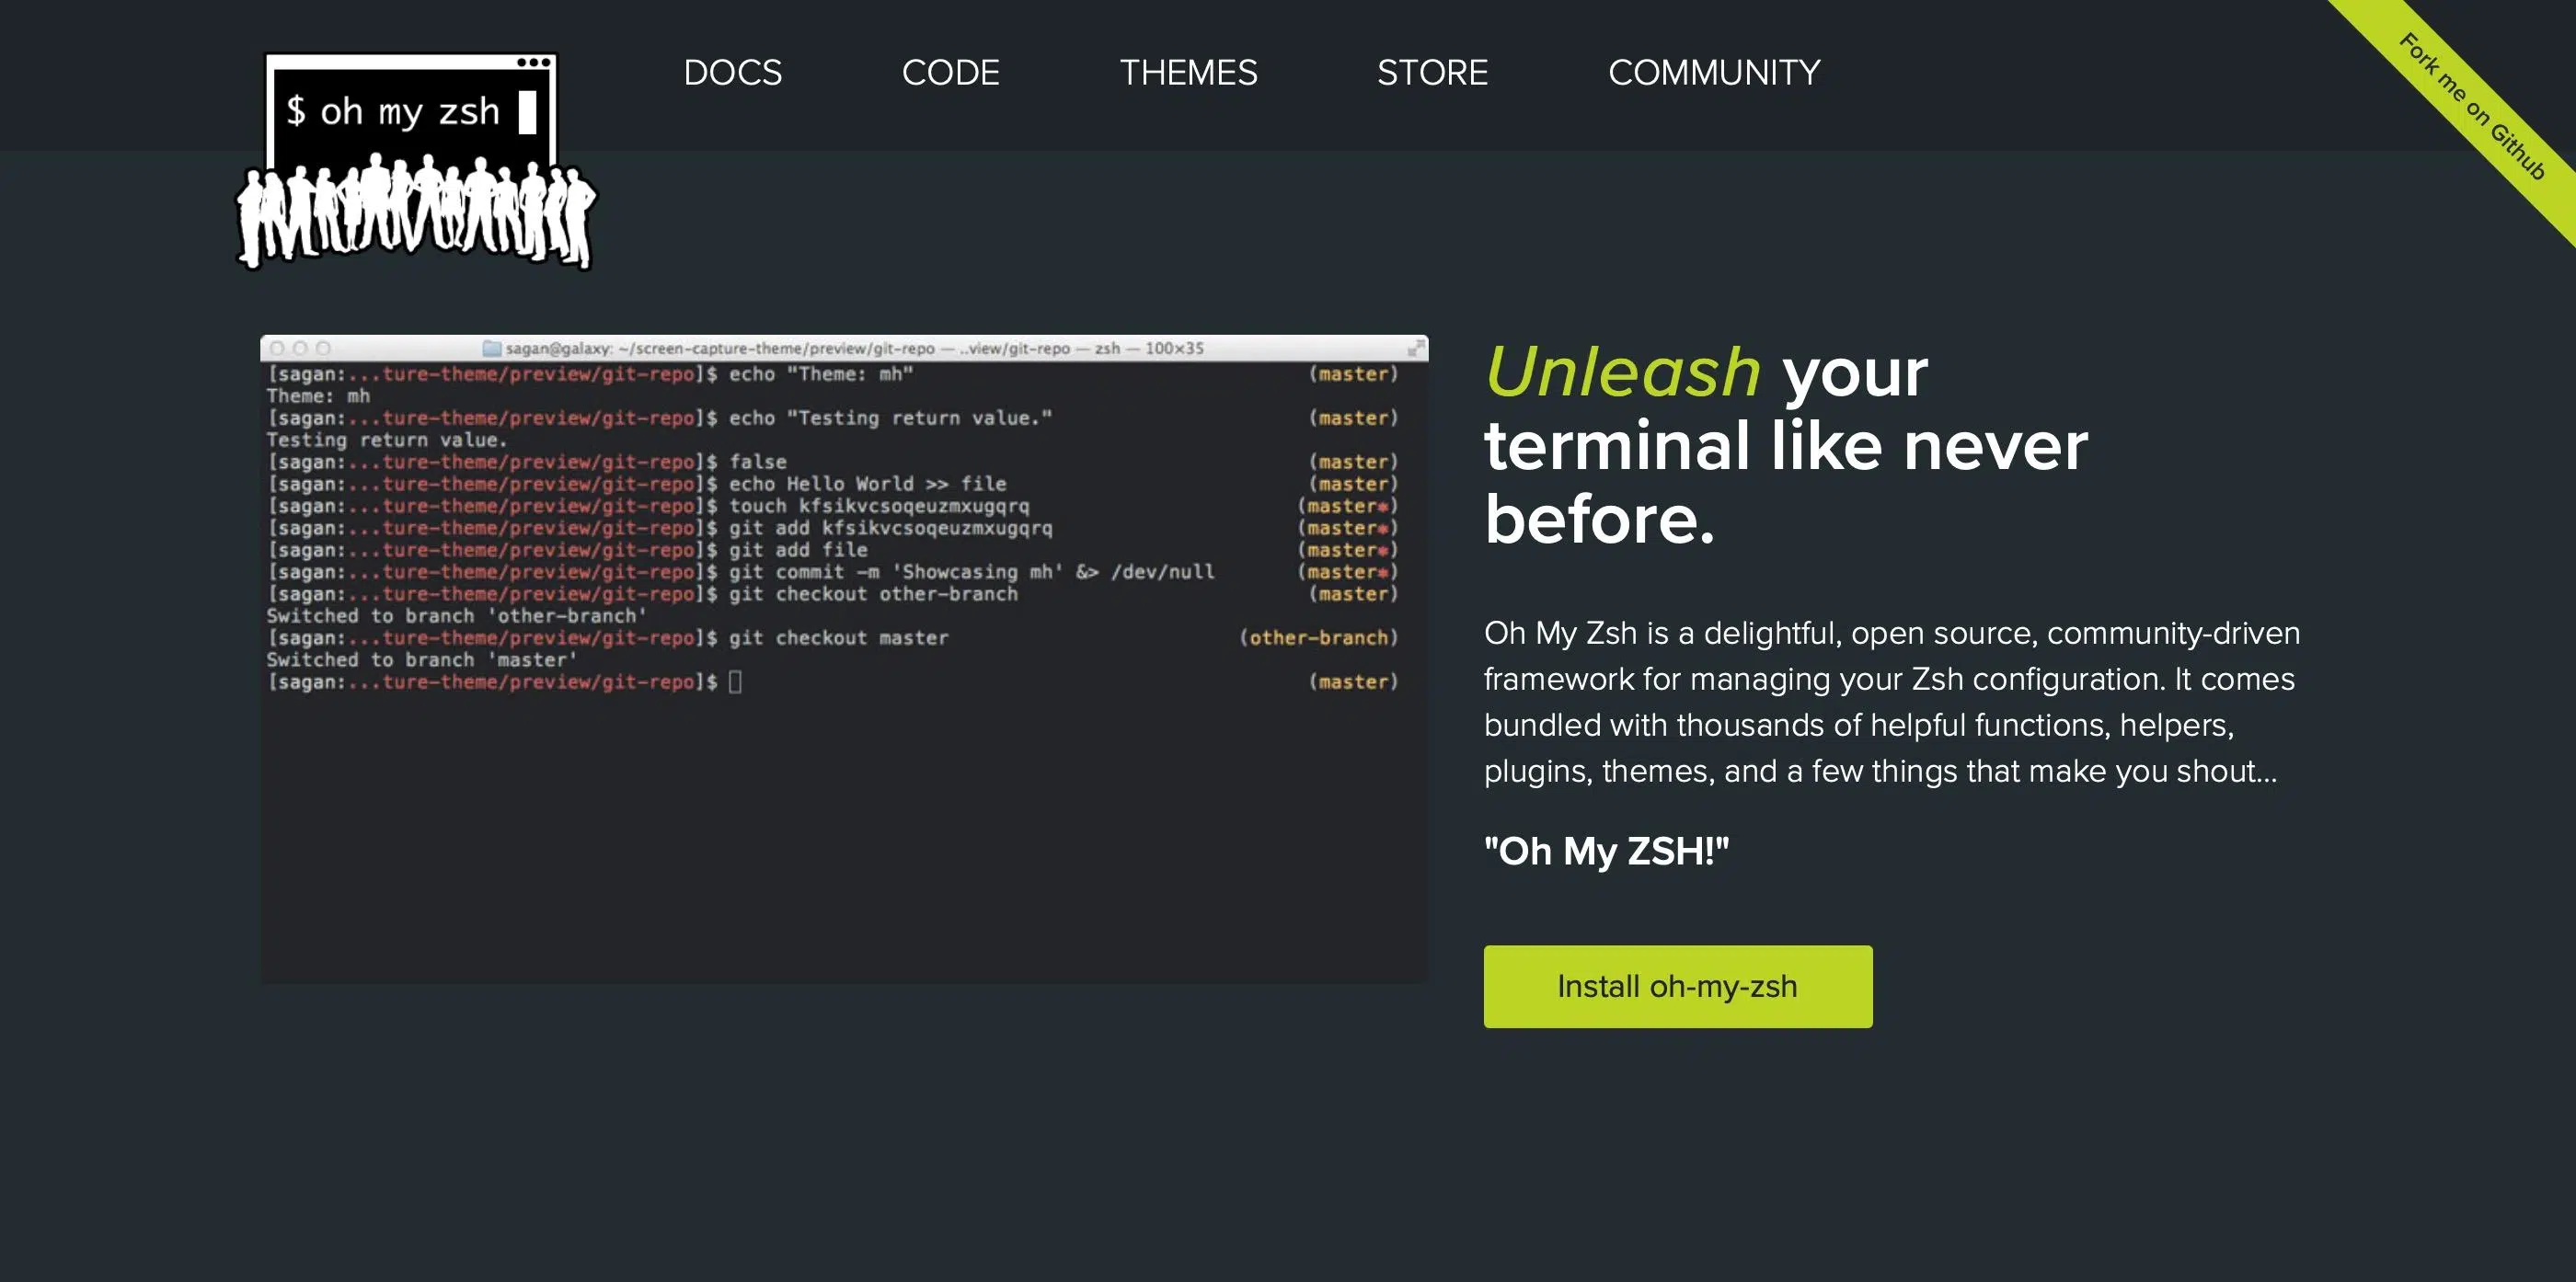 $ oh my zsh
DOCS CODE THEMES STORE COMMUNITY
Fork me on Github
sagan@galaxy: ~/screen-capture-theme/preview/git-repo — ..view/git-repo — zsh — 100×35
[sagan:...ture-theme/preview/git-repo]$ echo "Theme: mh" (master)
Theme: mh
[sagan:...ture-theme/preview/git-repo]$ echo "Testing return value." (master)
Testing return value.
[sagan:...ture-theme/preview/git-repo]$ false (master)
[sagan:...ture-theme/preview/git-repo]$ echo Hello World >> file (master)
[sagan:...ture-theme/preview/git-repo]$ touch kfsikvcsoqeuzmxugqrq (master*)
[sagan:...ture-theme/preview/git-repo]$ git add kfsikvcsoqeuzmxugqrq (master*)
[sagan:...ture-theme/preview/git-repo]$ git add file (master*)
[sagan:...ture-theme/preview/git-repo]$ git commit -m 'Showcasing mh' &> /dev/null (master*)
[sagan:...ture-theme/preview/git-repo]$ git checkout other-branch (master)
Switched to branch 'other-branch'
[sagan:...ture-theme/preview/git-repo]$ git checkout master (other-branch)
Switched to branch 'master'
[sagan:...ture-theme/preview/git-repo]$ (master)
Unleash your
terminal like never
before.
Oh My Zsh is a delightful, open source, community-driven
framework for managing your Zsh configuration. It comes
bundled with thousands of helpful functions, helpers,
plugins, themes, and a few things that make you shout...
"Oh My ZSH!"
Install oh-my-zsh